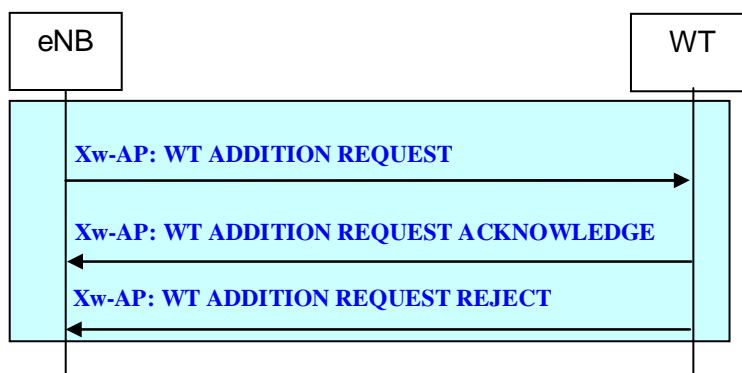 eNB
WT
Xw-AP: WT ADDITION REQUEST
Xw-AP: WT ADDITION REQUEST ACKNOWLEDGE
Xw-AP: WT ADDITION REQUEST REJECT